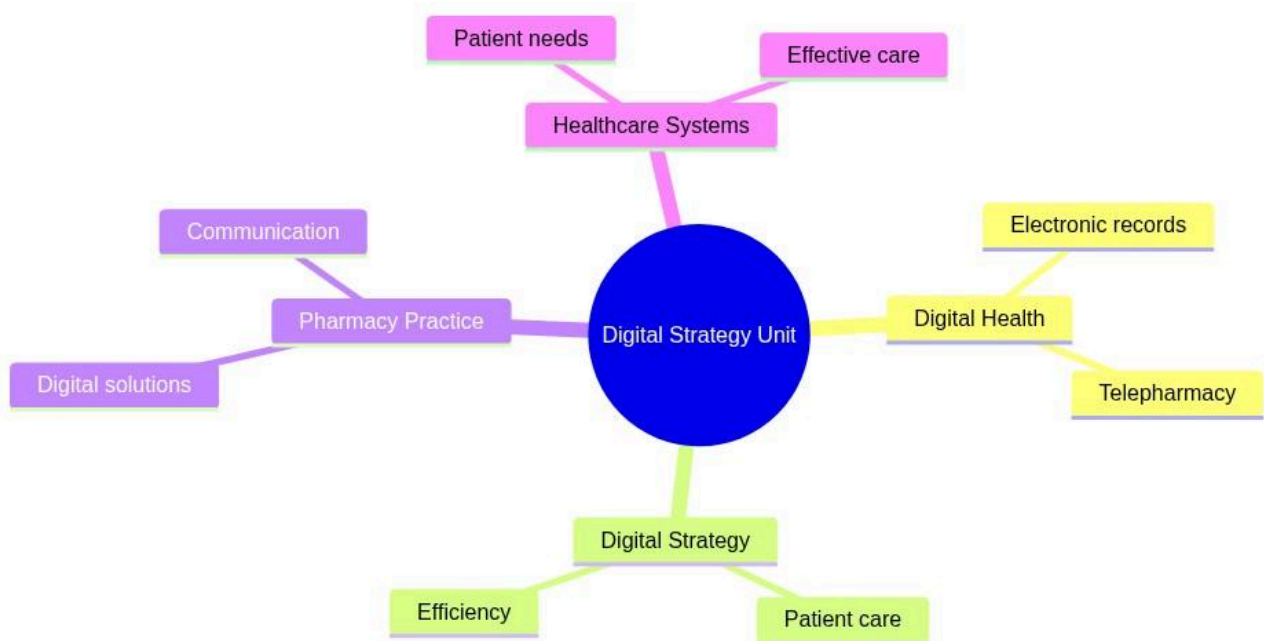 Patient needs
Effective care
Healthcare Systems
Communication
Electronic records
Pharmacy Practice
Digital Health
Digital Strategy Unit
Digital solutions
Telepharmacy
Digital Strategy
Efficiency
Patient care